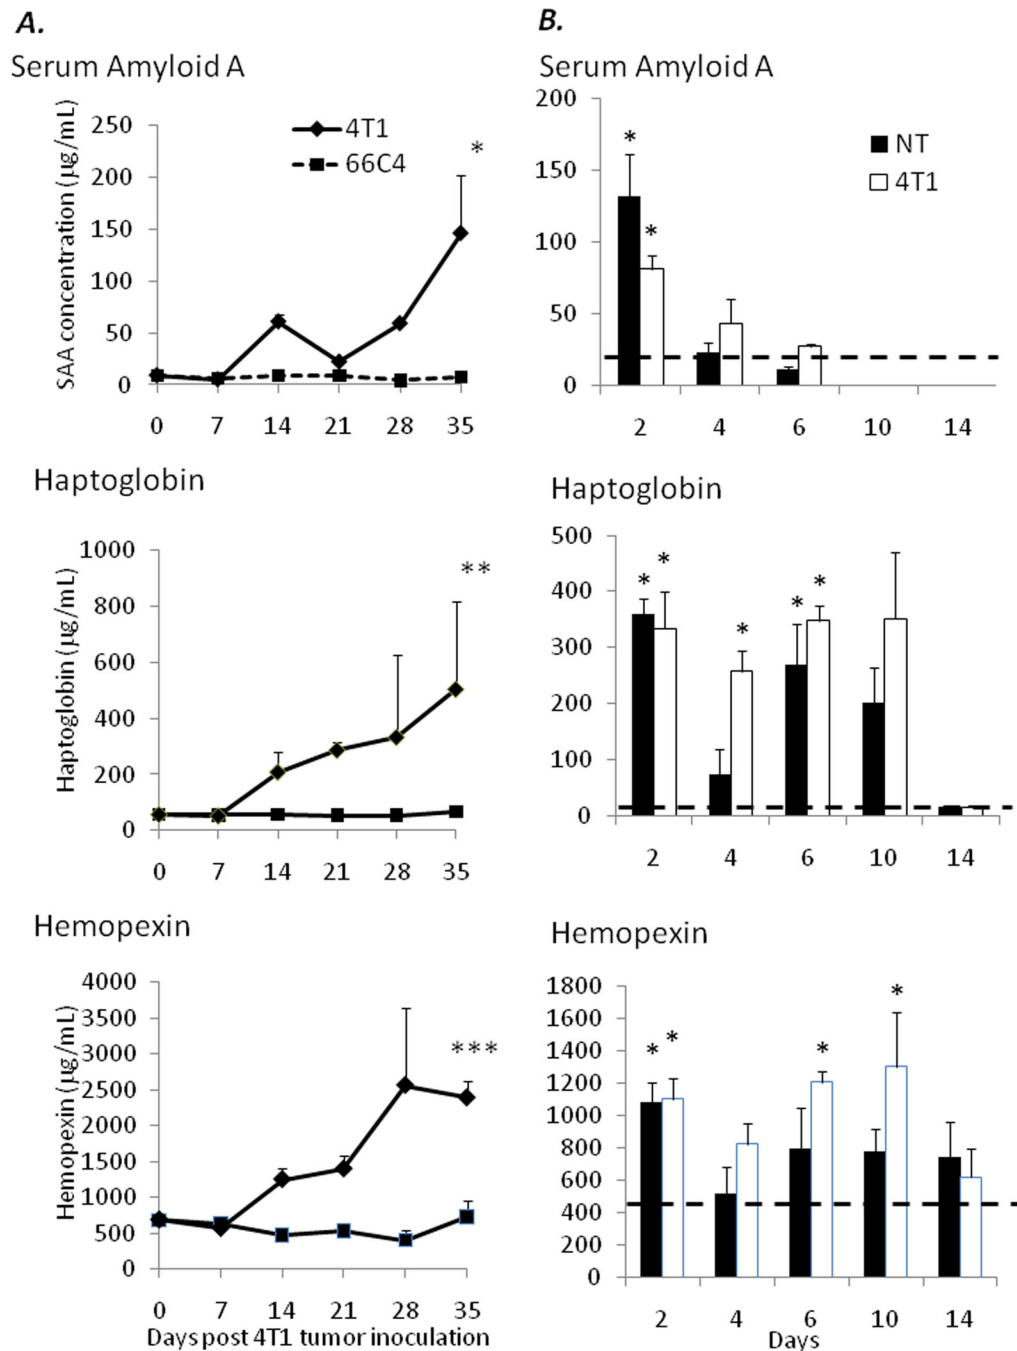 A.
Serum Amyloid A
SAA concentration (µg/mL)
250
200
150
100
50
0
4T1
66C4
*
0 7 14 21 28 35
Haptoglobin
Haptoglobin (µg/mL)
1000
800
600
400
200
0
**
0 7 14 21 28 35
Hemopexin
Hemopexin (µg/mL)
4000
3500
3000
2500
2000
1500
1000
500
0
***
0 7 14 21 28 35
Days post 4T1 tumor inoculation
B.
Serum Amyloid A
200
150
100
50
0
NT
4T1
* *
2 4 6 10 14
Haptoglobin
500
400
300
200
100
0
* * * * *
2 4 6 10 14
Hemopexin
1800
1600
1400
1200
1000
800
600
400
200
0
* * * *
2 4 6 10 14
Days